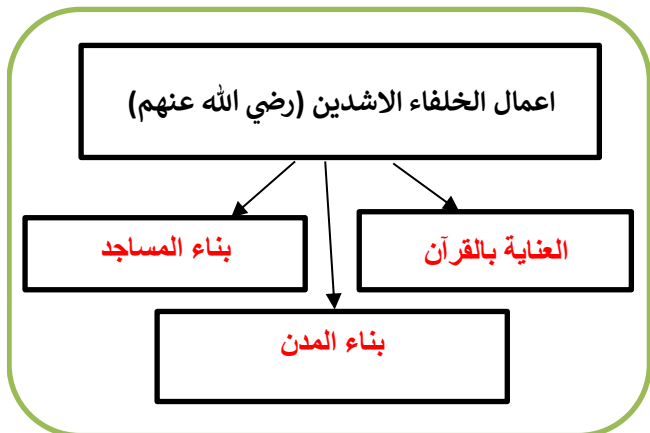 اعمال الخلفاء الاشدين (رضي الله عنهم)
العناية بالقرآن
بناء المساجد
بناء المدن